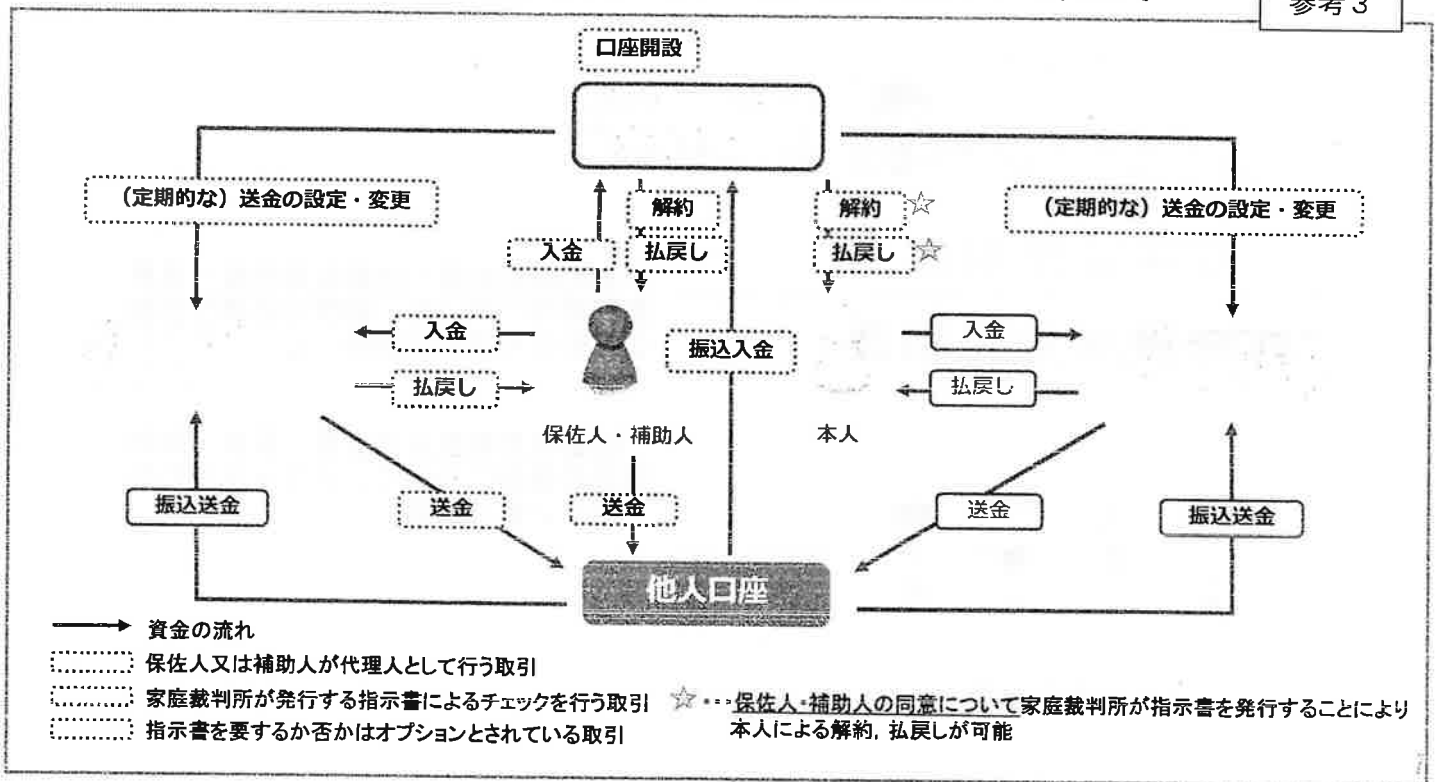 参考3
口座開設
(定期的な)送金の設定・変更
解約
解約☆
(定期的な)送金の設定・変更
入金
払戻し
払戻し☆
入金
振込入金
入金
払戻し
払戻し
保佐人・補助人
本人
振込送金
送金
送金
送金
振込送金
他人口座
資金の流れ
保佐人又は補助人が代理人として行う取引
家庭裁判所が発行する指示書によるチェックを行う取引
☆・・・保佐人・補助人の同意について家庭裁判所が指示書を発行することにより
本人による解約,払戻しが可能
指示書を要するか否かはオプションとされている取引